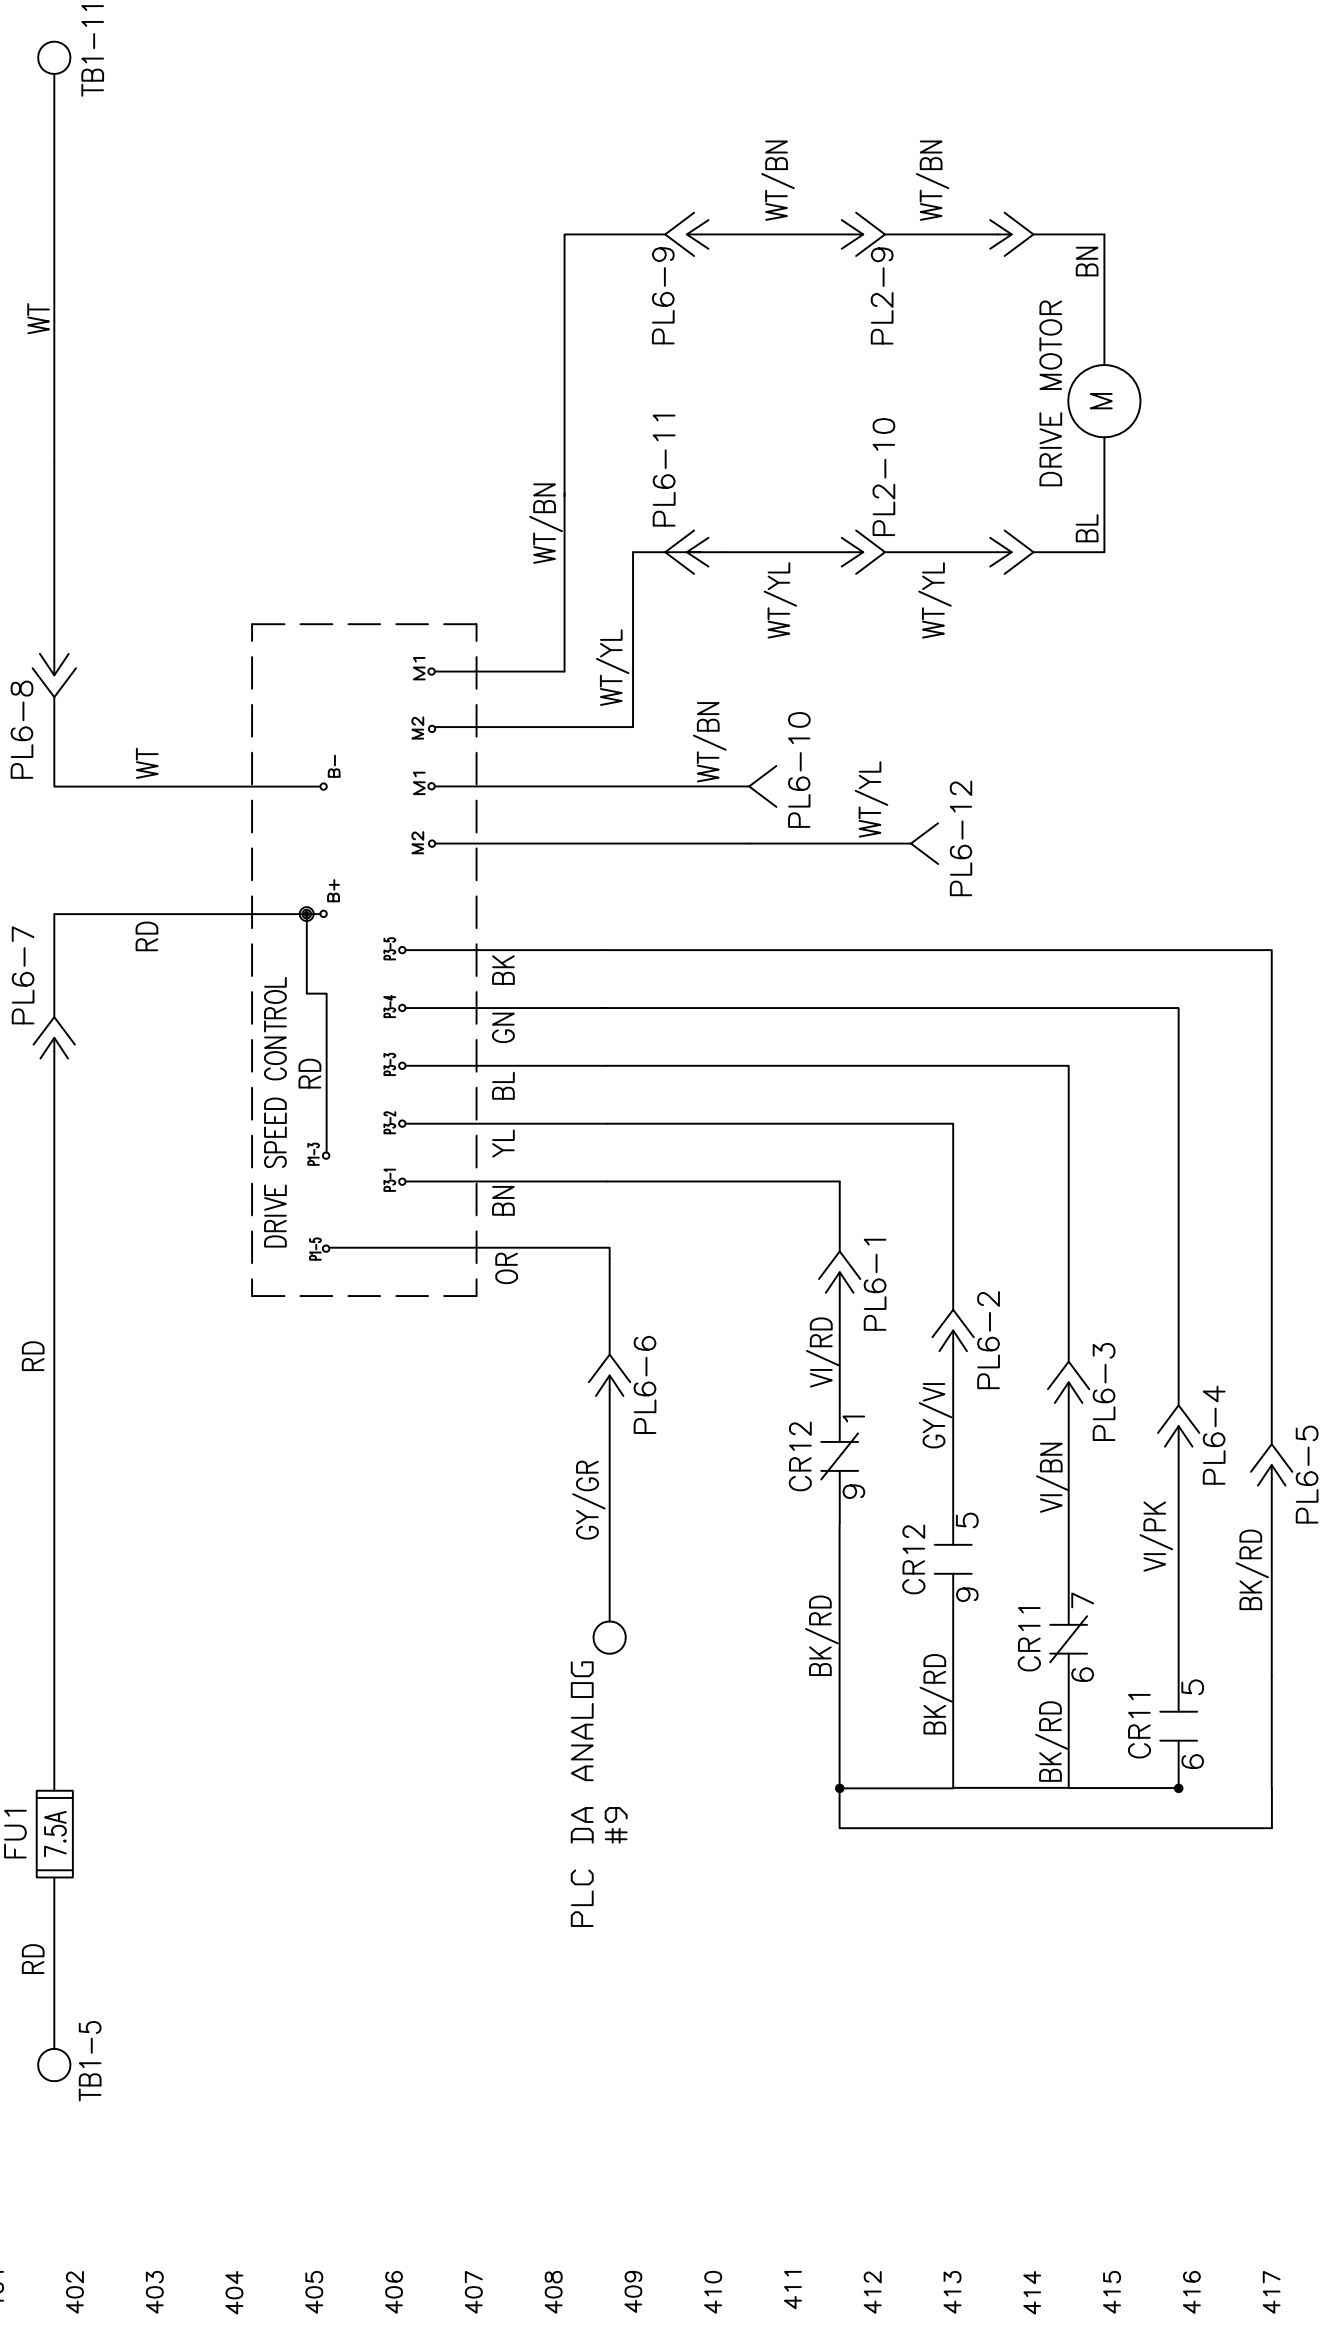 402
403
404
405
406
407
408
409
410
411
412
413
414
415
416
417
TB1-5
RD
FU1
7.5A
RD
PL6-7
RD
PL6-8
WT
WT
TB1-11
DRIVE SPEED CONTROL
P1-5
P1-3
RD
B+
B-
P3-1
P3-2
P3-3
P3-4
P3-5
M2
M1
M2
M1
OR
BN
YL
BL
GN
BK
PLC DA ANALOG
#9
GY/GR
PL6-6
WT/BN
WT/YL
WT/BN
PL6-10
WT/YL
PL6-12
PL6-11
PL6-9
WT/YL
WT/BN
PL2-10
PL2-9
WT/YL
WT/BN
DRIVE MOTOR
BL
M
BN
BK/RD
CR12
9
1
VI/RD
PL6-1
BK/RD
CR12
9
5
GY/VI
PL6-2
BK/RD
CR11
6
7
VI/BN
PL6-3
CR11
6
5
VI/PK
PL6-4
BK/RD
PL6-5